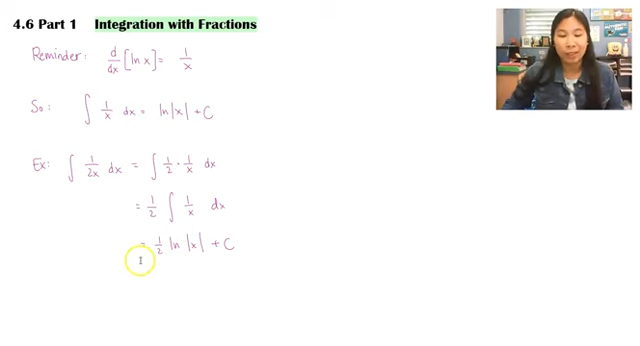 4.6 Part 1 Integration with Fractions
Reminder: d/dx [ln x] = 1/x
So: ∫ 1/x dx = ln|x| + C
Ex: ∫ 1/2x dx = ∫ 1/2 · 1/x dx
= 1/2 ∫ 1/x dx
= 1/2 ln|x| + C